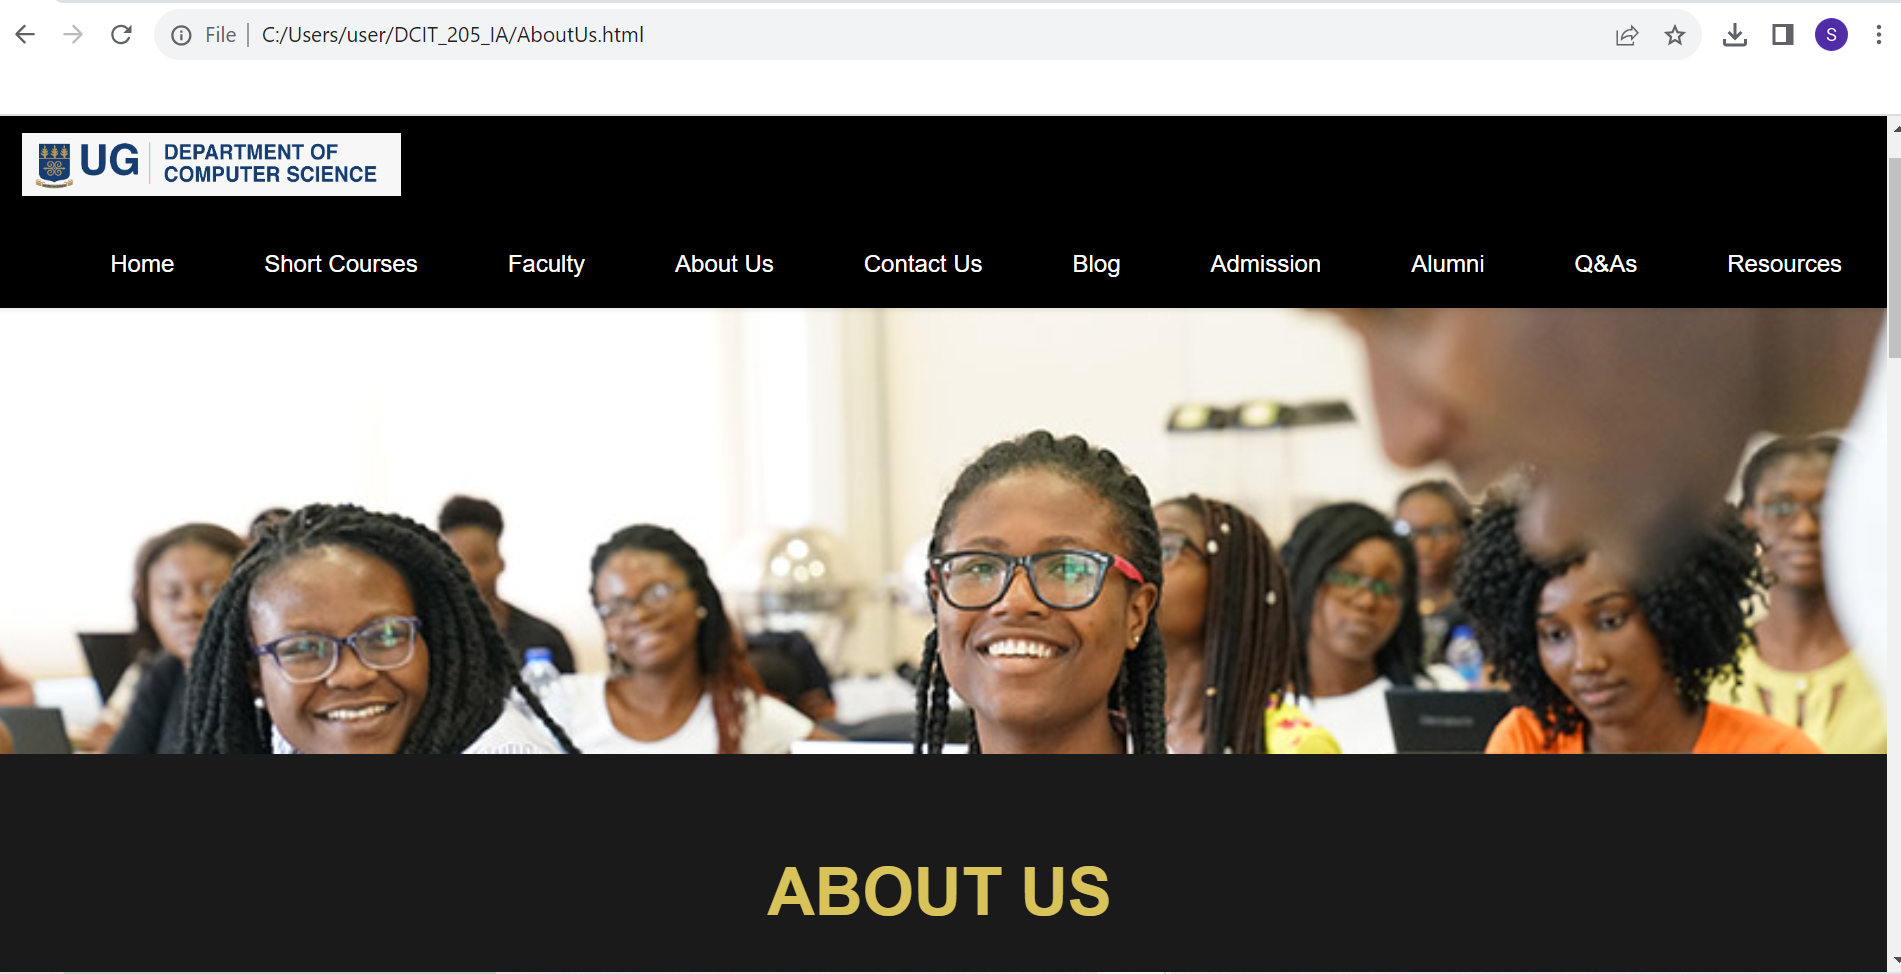 File
C:/Users/user/DCIT_205_IA/AboutUs.html
S
UG
DEPARTMENT OF
COMPUTER SCIENCE
Home Short Courses Faculty About Us Contact Us Blog Admission Alumni Q&As Resources
ABOUT US